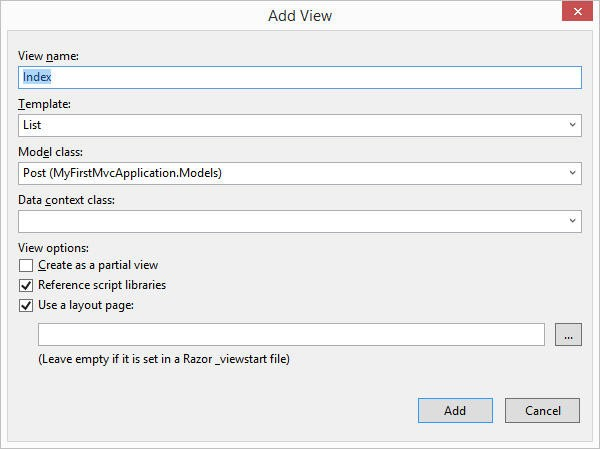 Add View
View name:
Index
Template:
List
Model class:
Post (MyFirstMvcApplication.Models)
Data context class:
View options:
Create as a partial view
Reference script libraries
Use a layout page:
...
(Leave empty if it is set in a Razor _viewstart file)
Add Cancel